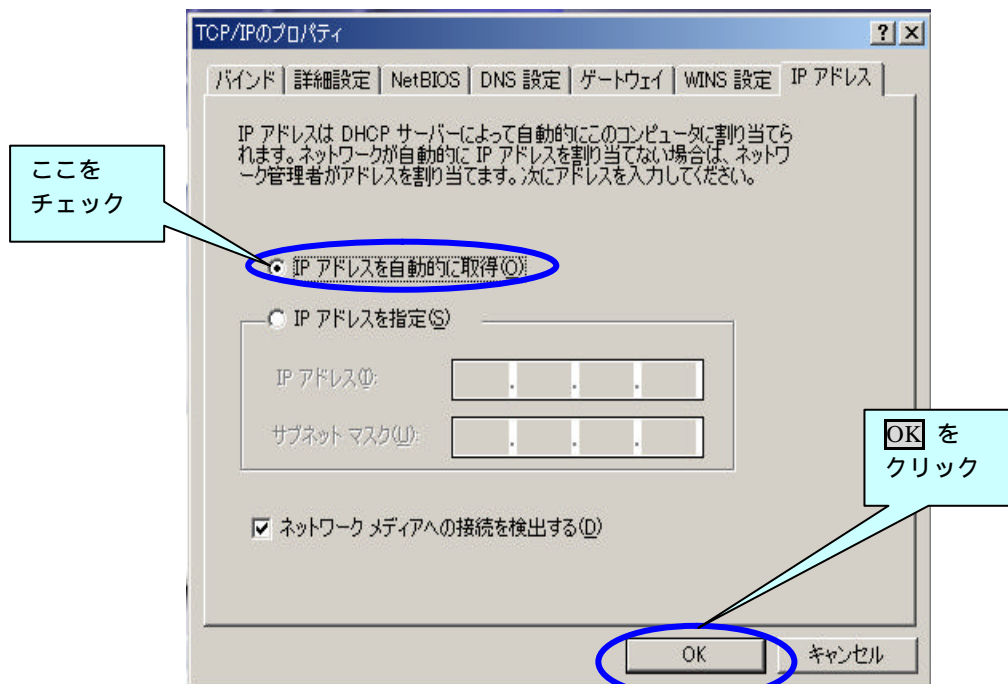 TCP/IPのプロパティ
バインド 詳細設定 NetBIOS DNS 設定 ゲートウェイ WINS 設定 IP アドレス
IP アドレスは DHCP サーバーによって自動的にこのコンピュータに割り当てら
れます。ネットワークが自動的に IP アドレスを割り当てない場合は、ネットワ
ーク管理者がアドレスを割り当てます。次にアドレスを入力してください。
ここを
チェック
IP アドレスを自動的に取得(O)
IP アドレスを指定(S)
IP アドレス(I):
サブネット マスク(U):
OK を
クリック
ネットワーク メディアへの接続を検出する(D)
OK
キャンセル